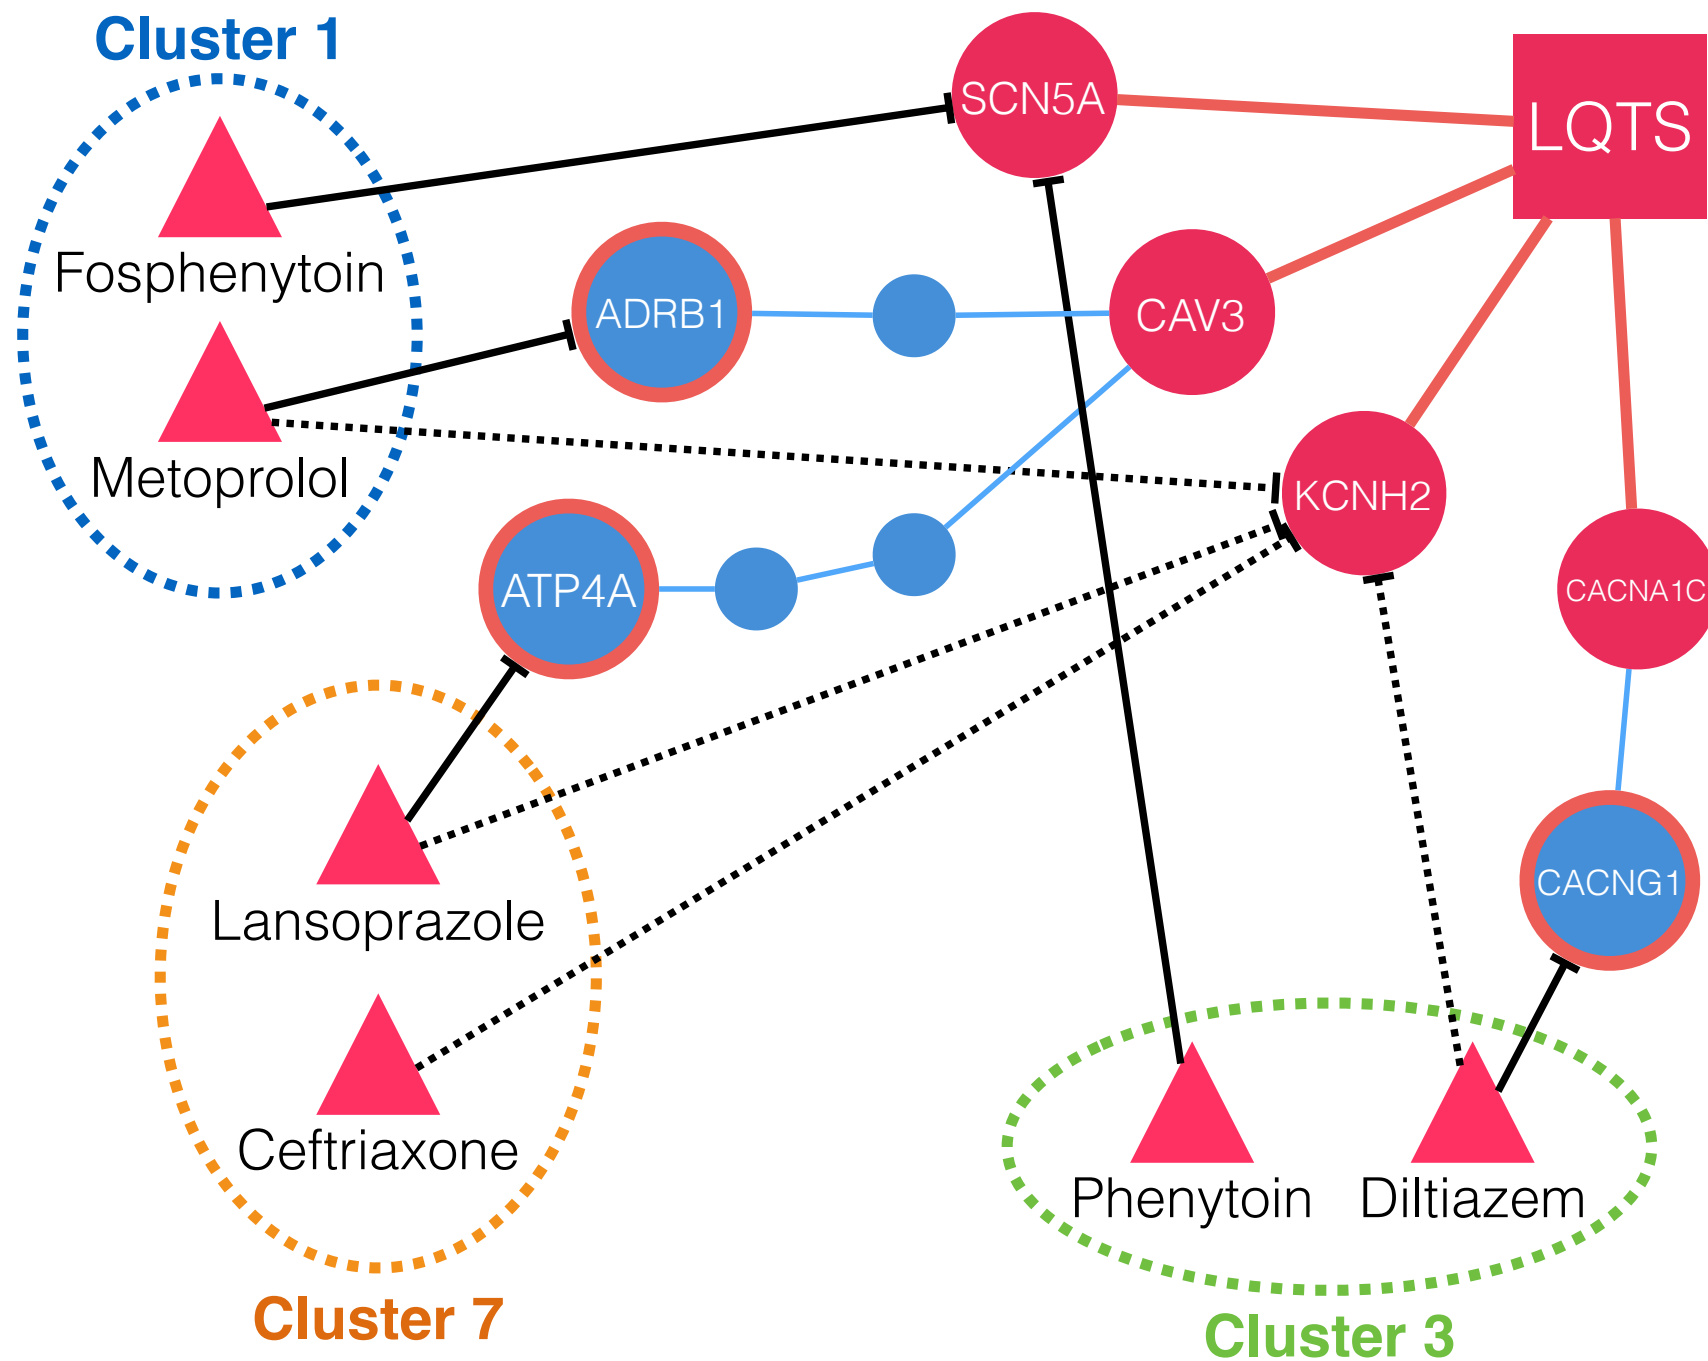 Cluster 1
SCN5A
LQTS
Fosphenytoin
ADRB1
CAV3
Metoprolol
KCNH2
ATP4A
CACNA1C
CACNG1
Lansoprazole
Ceftriaxone
Phenytoin
Diltiazem
Cluster 7
Cluster 3